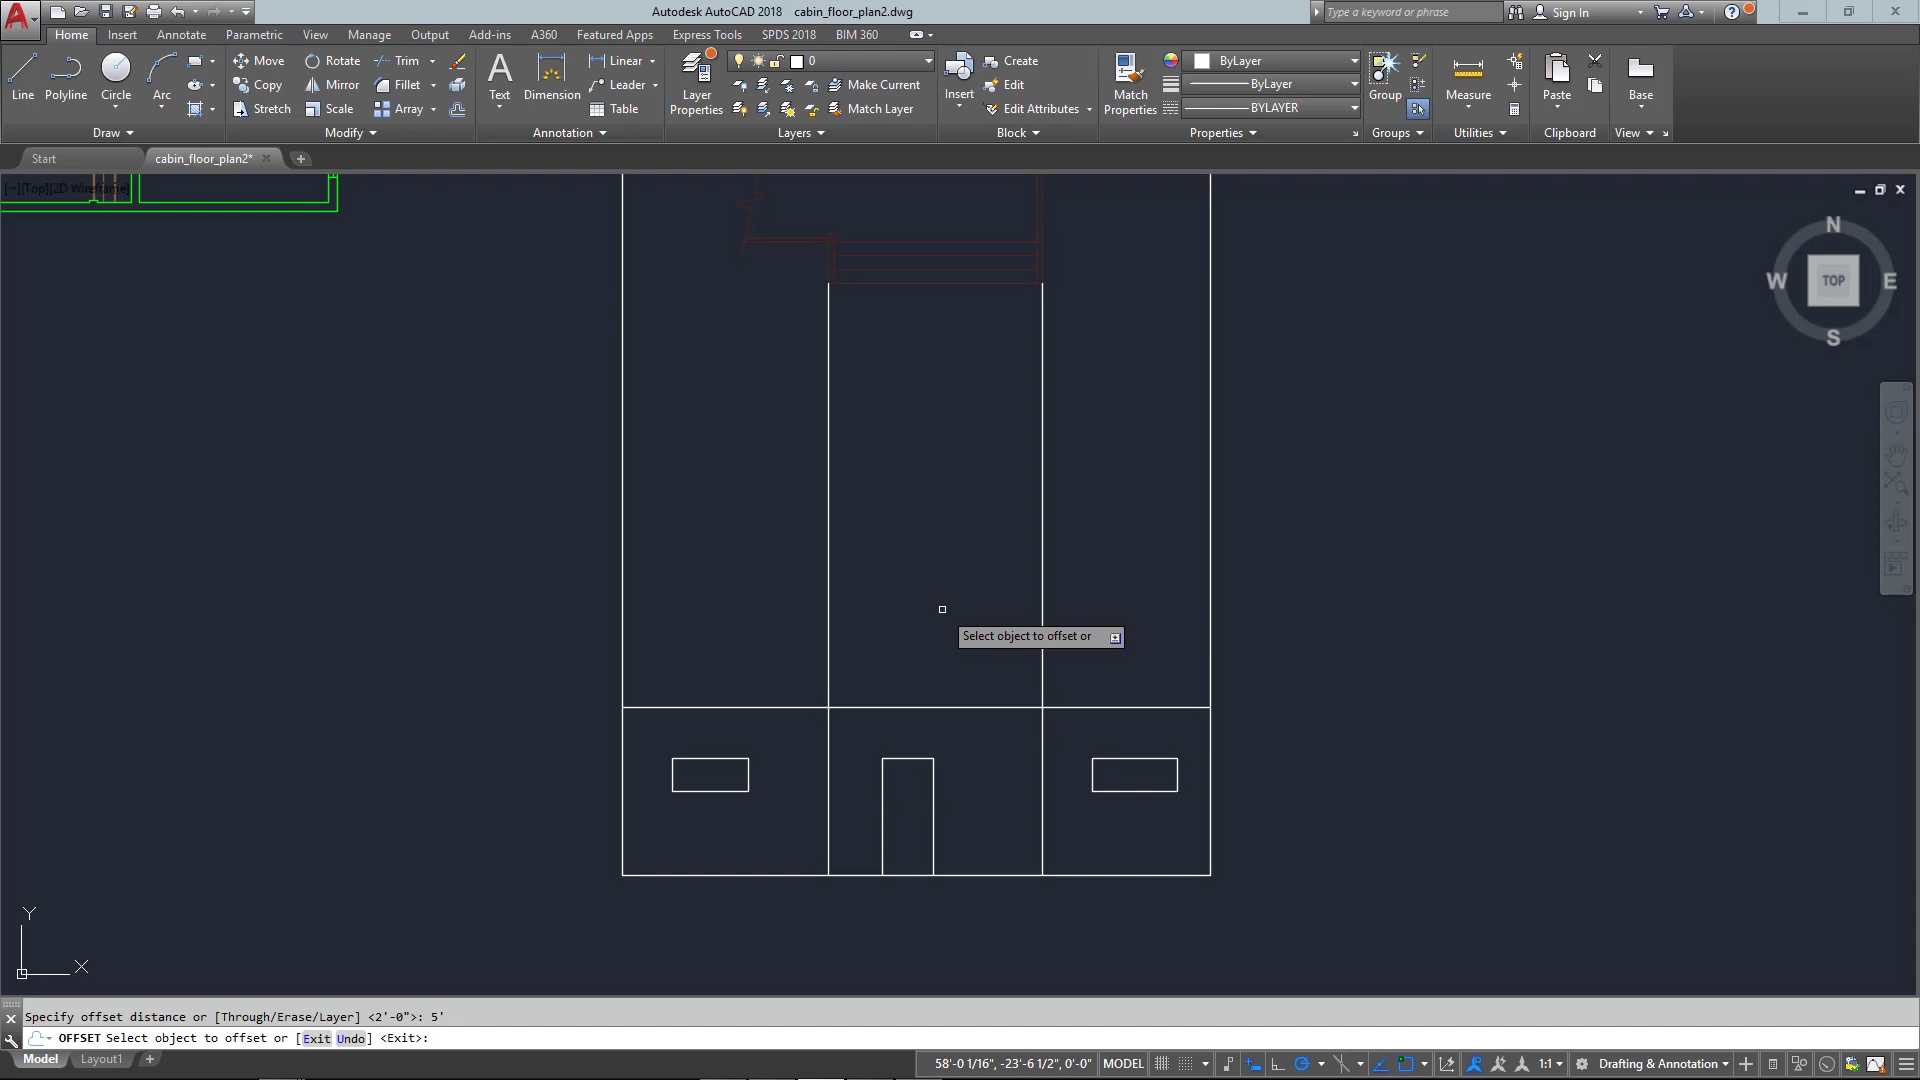 Autodesk AutoCAD 2018 cabin_floor_plan2.dwg
Type a keyword or phrase
Sign In
Home Insert Annotate Parametric View Manage Output Add-ins A360 Featured Apps Express Tools SPDS 2018 BIM 360
Line Polyline Circle Arc
Move Rotate Trim
Copy Mirror Fillet
Stretch Scale Array
Text Dimension
Linear
Leader
Table
Layer Properties
0
Make Current
Match Layer
Insert
Create
Edit
Edit Attributes
Match Properties
ByLayer
ByLayer
BYLAYER
Group
Measure
Paste
Base
Draw Modify Annotation Layers Block Properties Groups Utilities Clipboard View
Start cabin_floor_plan2*
[−][Top][2D Wireframe]
N
W TOP E
S
Select object to offset or
Y
X
Specify offset distance or [Through/Erase/Layer] <2'-0">: 5'
OFFSET Select object to offset or [Exit Undo] <Exit>:
Model Layout1
58'-0 1/16", -23'-6 1/2", 0'-0" MODEL 1:1 Drafting & Annotation